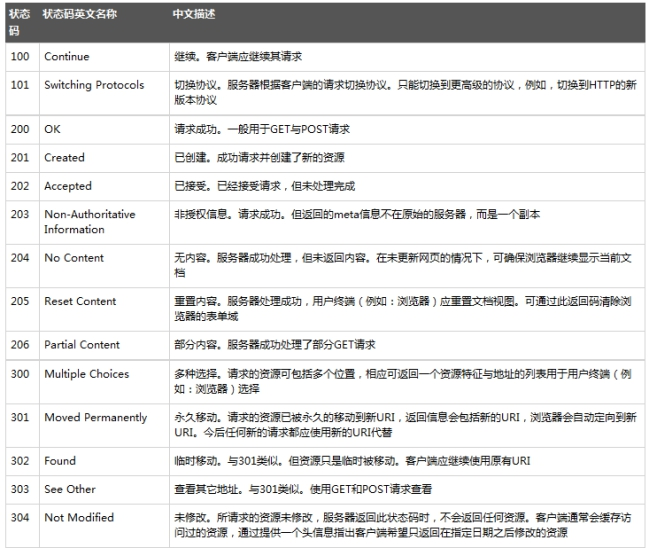 状态码 状态码英文名称 中文描述
100 Continue 继续。客户端应继续其请求
101 Switching Protocols 切换协议。服务器根据客户端的请求切换协议。只能切换到更高级的协议，例如，切换到HTTP的新
版本协议
200 OK 请求成功。一般用于GET与POST请求
201 Created 已创建。成功请求并创建了新的资源
202 Accepted 已接受。已经接受请求，但未处理完成
203 Non-Authoritative Information 非授权信息。请求成功。但返回的meta信息不在原始的服务器，而是一个副本
204 No Content 无内容。服务器成功处理，但未返回内容。在未更新网页的情况下，可确保浏览器继续显示当前文
档
205 Reset Content 重置内容。服务器处理成功，用户终端（例如：浏览器）应重置文档视图。可通过此返回码清除浏
览器的表单域
206 Partial Content 部分内容。服务器成功处理了部分GET请求
300 Multiple Choices 多种选择。请求的资源可包括多个位置，相应可返回一个资源特征与地址的列表用于用户终端（例
如：浏览器）选择
301 Moved Permanently 永久移动。请求的资源已被永久的移动到新URI，返回信息会包括新的URI，浏览器会自动定向到新
URI。今后任何新的请求都应使用新的URI代替
302 Found 临时移动。与301类似。但资源只是临时被移动。客户端应继续使用原有URI
303 See Other 查看其它地址。与301类似。使用GET和POST请求查看
304 Not Modified 未修改。所请求的资源未修改，服务器返回此状态码时，不会返回任何资源。客户端通常会缓存访
问过的资源，通过提供一个头信息指出客户端希望只返回在指定日期之后修改的资源